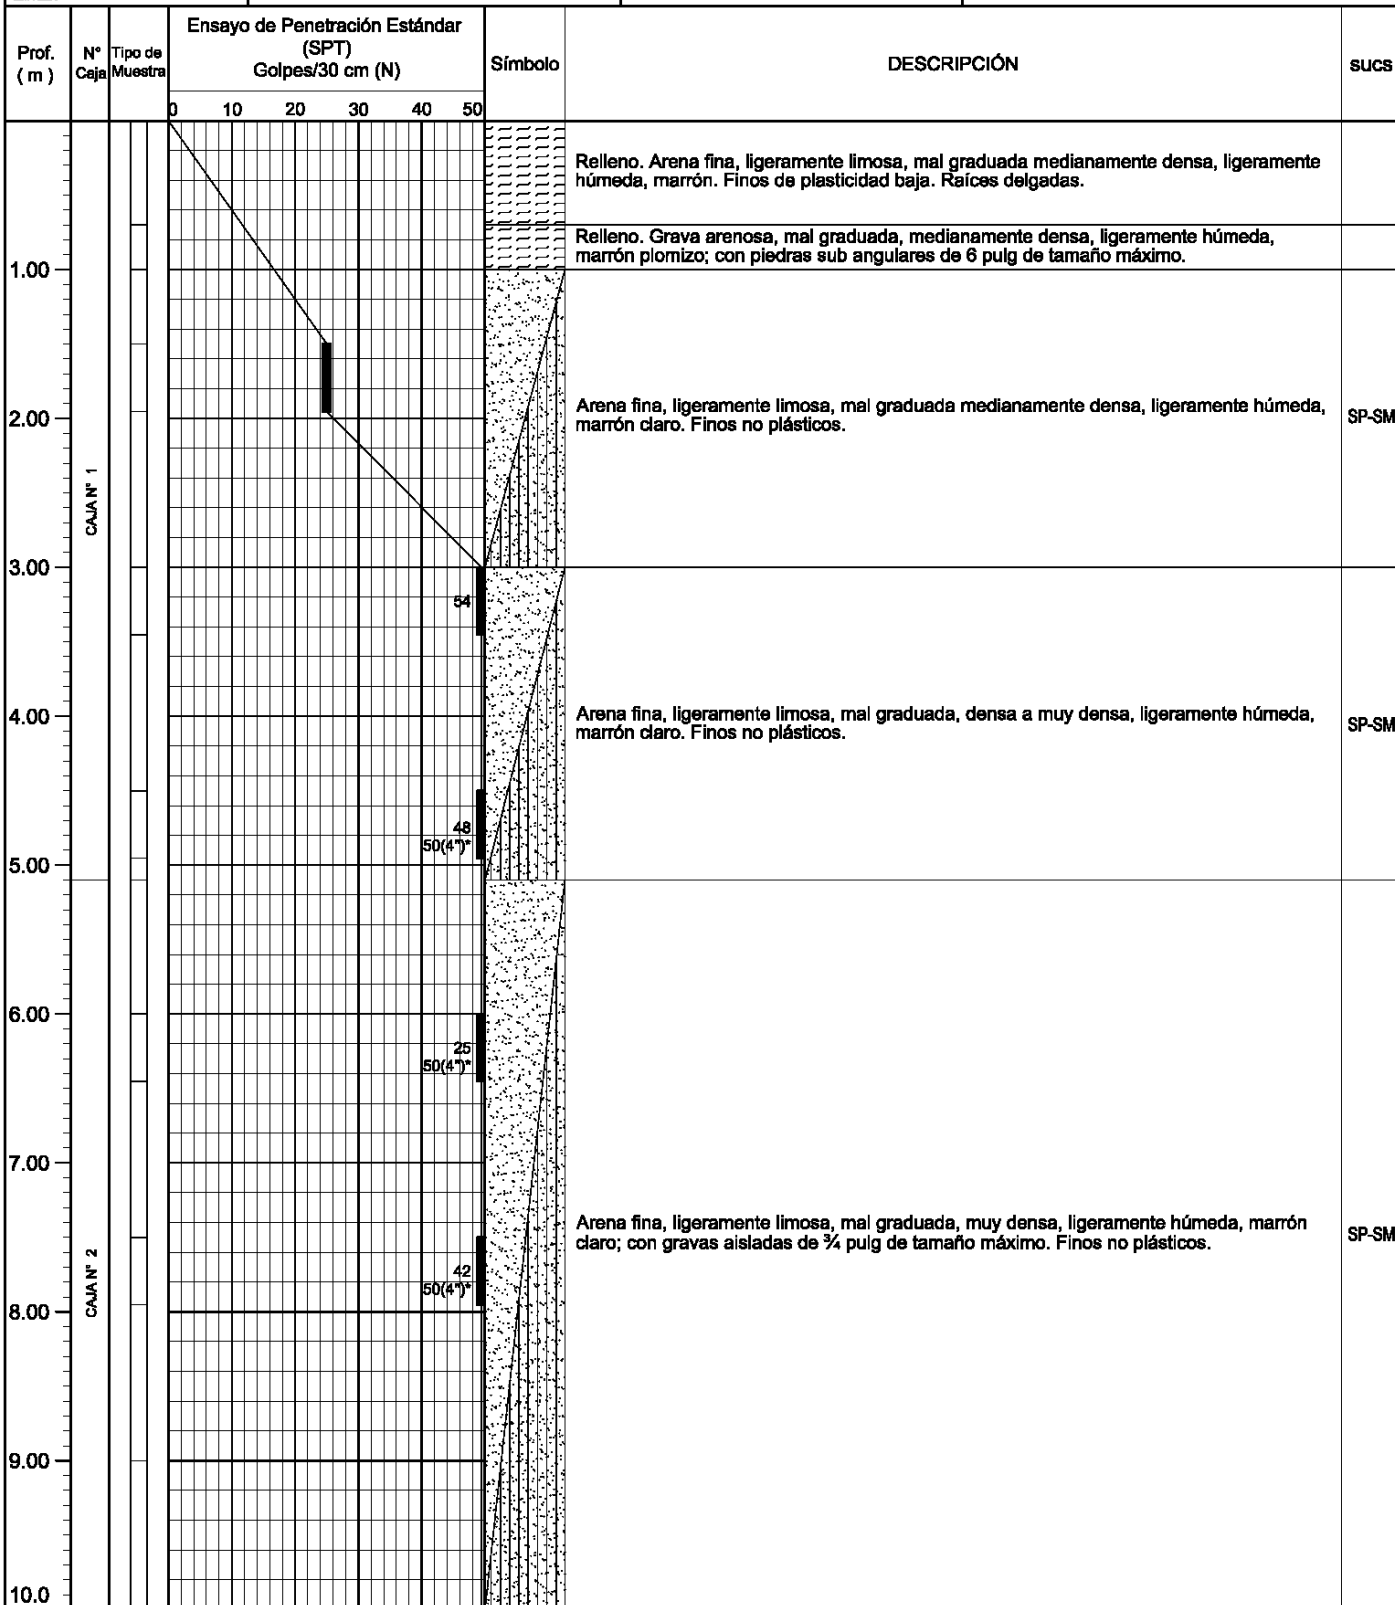 Prof.
( m )
N°
Caja
Tipo de
Muestra
Ensayo de Penetración Estándar
(SPT)
Golpes/30 cm (N)
0 10 20 30 40 50
Símbolo
DESCRIPCIÓN
SUCS
Relleno. Arena fina, ligeramente limosa, mal graduada medianamente densa, ligeramente
húmeda, marrón. Finos de plasticidad baja. Raíces delgadas.
Relleno. Grava arenosa, mal graduada, medianamente densa, ligeramente húmeda,
marrón plomizo; con piedras sub angulares de 6 pulg de tamaño máximo.
1.00
Arena fina, ligeramente limosa, mal graduada medianamente densa, ligeramente húmeda,
marrón claro. Finos no plásticos.
SP-SM
2.00
CAJA N° 1
3.00
54
4.00
Arena fina, ligeramente limosa, mal graduada, densa a muy densa, ligeramente húmeda,
marrón claro. Finos no plásticos.
SP-SM
48
50(4")*
5.00
6.00
25
50(4")*
7.00
Arena fina, ligeramente limosa, mal graduada, muy densa, ligeramente húmeda, marrón
claro; con gravas aisladas de ¾ pulg de tamaño máximo. Finos no plásticos.
SP-SM
CAJA N° 2
42
50(4")*
8.00
9.00
10.0